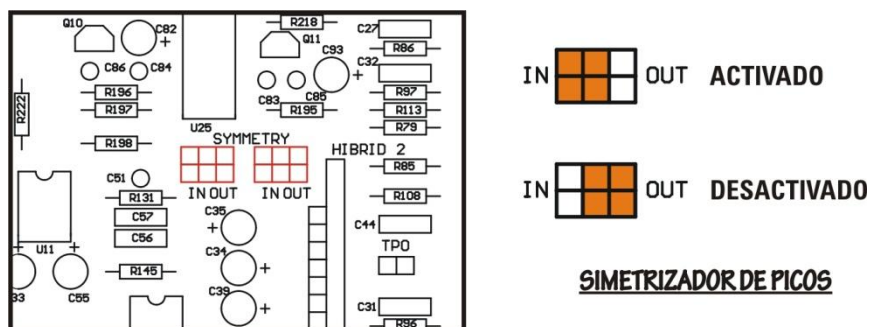 Q10
C82
R218
C27
Q11
R86
C93
C32
C86
C84
R196
C83
C85
R97
R222
R197
R195
R113
U25
R79
SYMMETRY
R198
HIBRID 2
R85
C51
IN OUT
IN OUT
R131
R108
C57
C35
C44
C56
U11
TPO
C34
R145
33
C55
C39
C31
R96
IN OUT ACTIVADO
IN OUT DESACTIVADO
SIMETRIZADOR DE PICOS